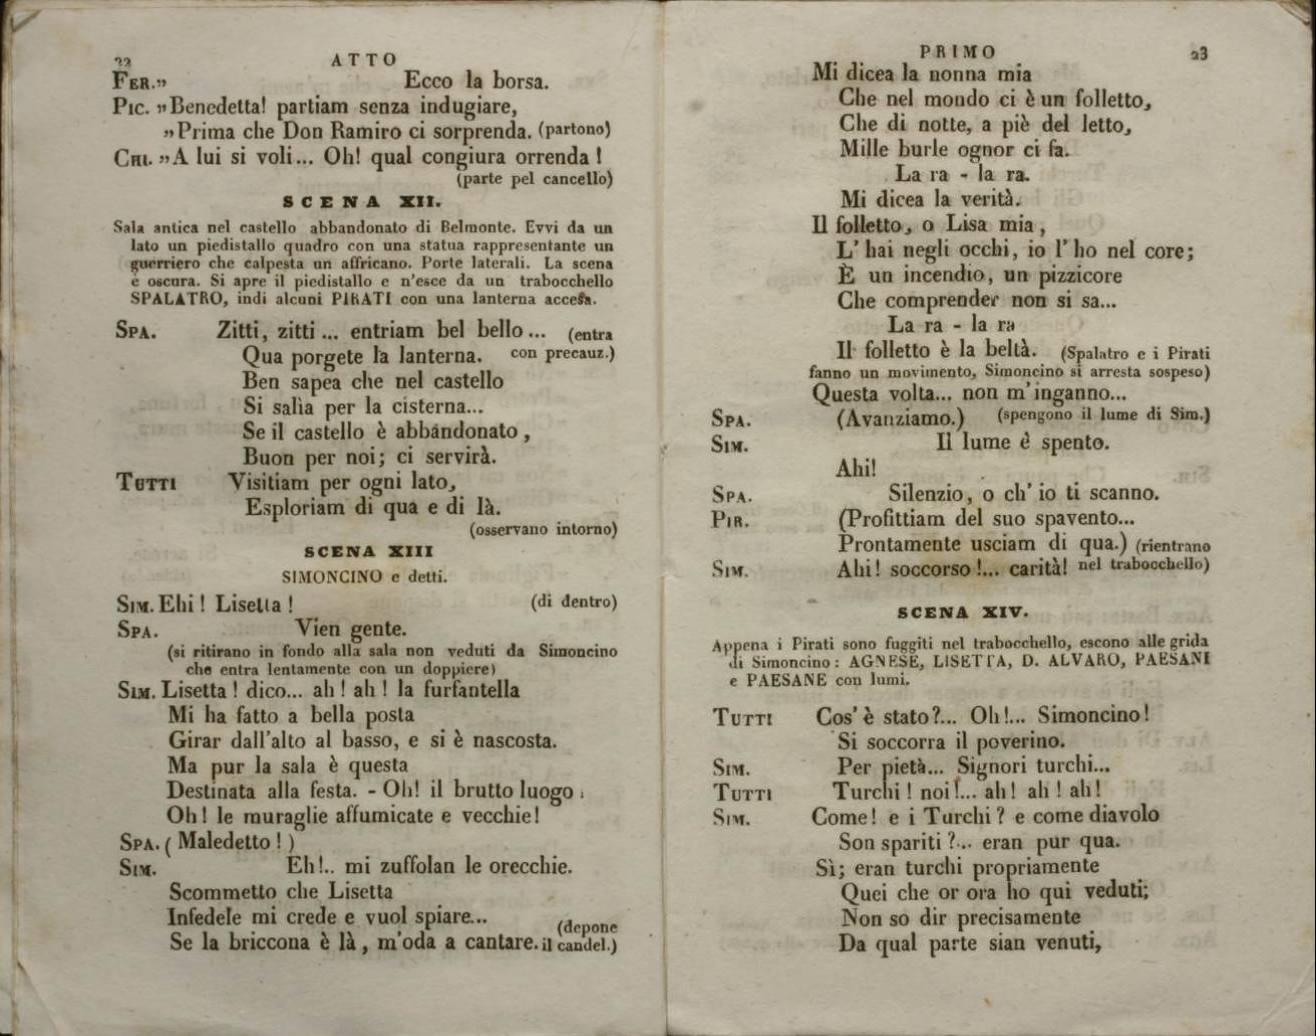 22
ATTO
FER.„ Ecco la borsa.
PIC. „Benedetta! partiam senza indugiare,
„Prima che Don Ramiro ci sorprenda. (partono)
CRI. „A lui si voli... Oh! qual congiura orrenda!
(parte pel cancello)
SCENA XII.
Sala antica nel castello abbandonato di Belmonte. Evvi da un
lato un piedistallo quadro con una statua rappresentante un
guerriero che calpesta un affricano. Porte laterali. La scena
è oscura. Si apre il piedistallo e n'esce da un trabocchello
SPALATRO, indi alcuni PIRATI con una lanterna accesa.
SPA. Zitti, zitti... entriam bel bello... (entra
Qua porgete la lanterna. con precauz.)
Ben sapea che nel castello
Si salìa per la cisterna...
Se il castello è abbandonato,
Buon per noi; ci servirà.
TUTTI Visitiam per ogni lato,
Esploriam di qua e di là.
(osservano intorno)
SCENA XIII
SIMONCINO e detti.
SIM. Ehi! Lisetta! (di dentro)
SPA. Vien gente.
(si ritirano in fondo alla sala non veduti da Simoncino
che entra lentamente con un doppiere)
SIM. Lisetta! dico... ah! ah! la furfantella
Mi ha fatto a bella posta
Girar dall'alto al basso, e si è nascosta.
Ma pur la sala è questa
Destinata alla festa. - Oh! il brutto luogo
Oh! le muraglie affumicate e vecchie!
SPA. (Maledetto!)
SIM. Eh!.. mi zuffolan le orecchie.
Scommetto che Lisetta
Infedele mi crede e vuol spiare... (depone
Se la briccona è là, m'oda a cantare. il candel.)
PRIMO
23
Mi dicea la nonna mia
Che nel mondo ci è un folletto,
Che di notte, a piè del letto,
Mille burle ognor ci fa.
La ra - la ra.
Mi dicea la verità.
Il folletto, o Lisa mia,
L'hai negli occhi, io l'ho nel core;
È un incendio, un pizzicore
Che comprender non si sa...
La ra - la ra
Il folletto è la beltà. (Spalatro e i Pirati
fanno un movimento, Simoncino si arresta sospeso)
Questa volta... non m'inganno...
SPA. (Avanziamo.) (spengono il lume di Sim.)
SIM. Il lume è spento.
Ahi!
SPA. Silenzio, o ch'io ti scanno.
PIR. (Profittiam del suo spavento...
Prontamente usciam di qua.) (rientrano
SIM. Ahi! soccorso!... carità! nel trabocchello)
SCENA XIV.
Appena i Pirati sono fuggiti nel trabocchello, escono alle grida
di Simoncino: AGNESE, LISETTA, D. ALVARO, PAESANI
e PAESANE con lumi.
TUTTI Cos'è stato?... Oh!... Simoncino!
Si soccorra il poverino.
SIM. Per pietà... Signori turchi...
TUTTI Turchi! noi!... ah! ah! ah!
SIM. Come! e i Turchi? e come diavolo
Son spariti?... eran pur qua.
Sì; eran turchi propriamente
Quei che or ora ho qui veduti;
Non so dir precisamente
Da qual parte sian venuti,